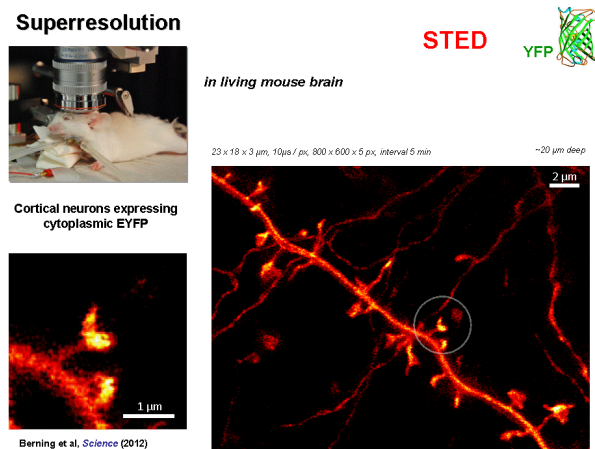 Superresolution
STED
YFP
in living mouse brain
23 x 18 x 3 µm, 10µs / px, 800 x 600 x 5 px, interval 5 min
~20 µm deep
2 µm
Cortical neurons expressing
cytoplasmic EYFP
1 µm
Berning et al, Science (2012)